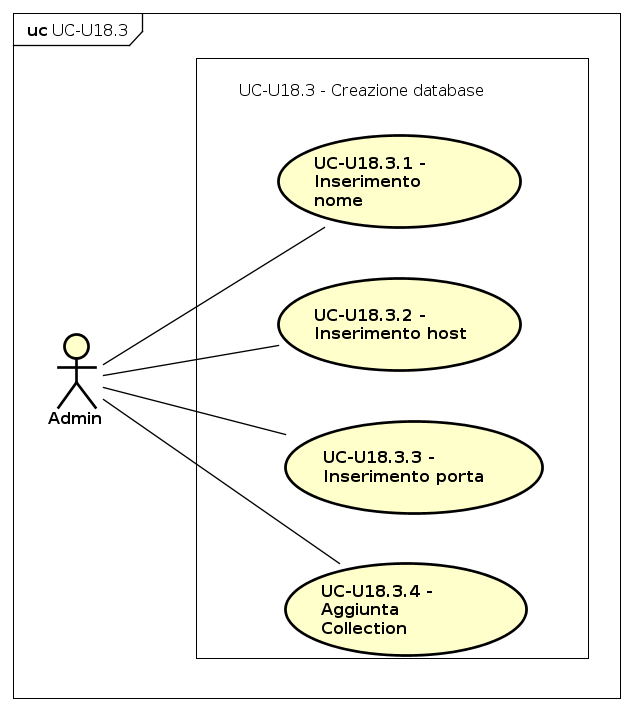 uc UC-U18.3
UC-U18.3 - Creazione database
UC-U18.3.1 -
Inserimento
nome
UC-U18.3.2 -
Inserimento host
Admin
UC-U18.3.3 -
Inserimento porta
UC-U18.3.4 -
Aggiunta
Collection